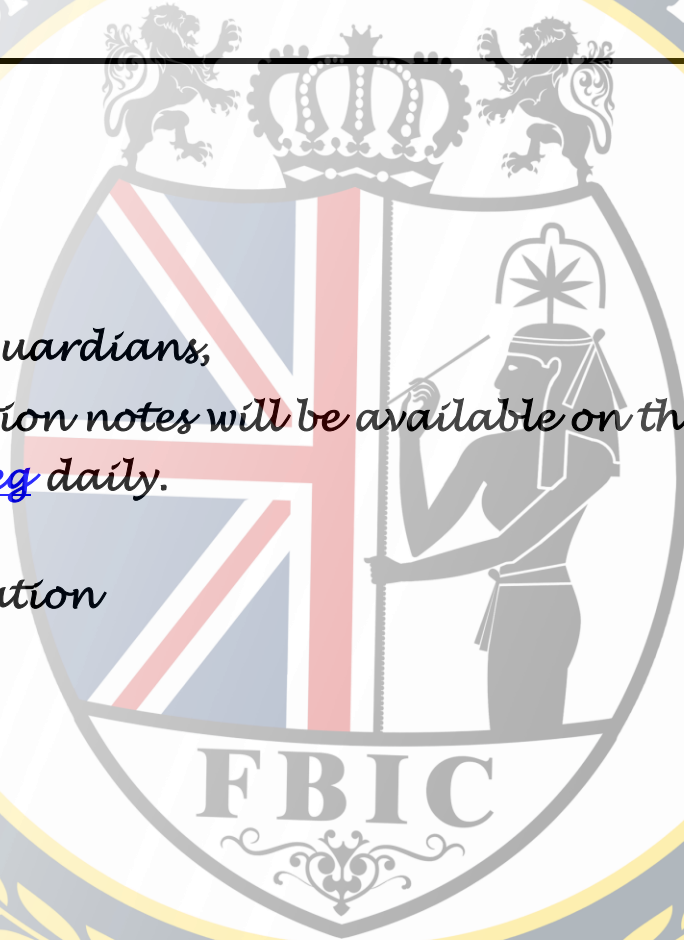 uardians,
ion notes will be available on th
eg daily.
ation
FBIC